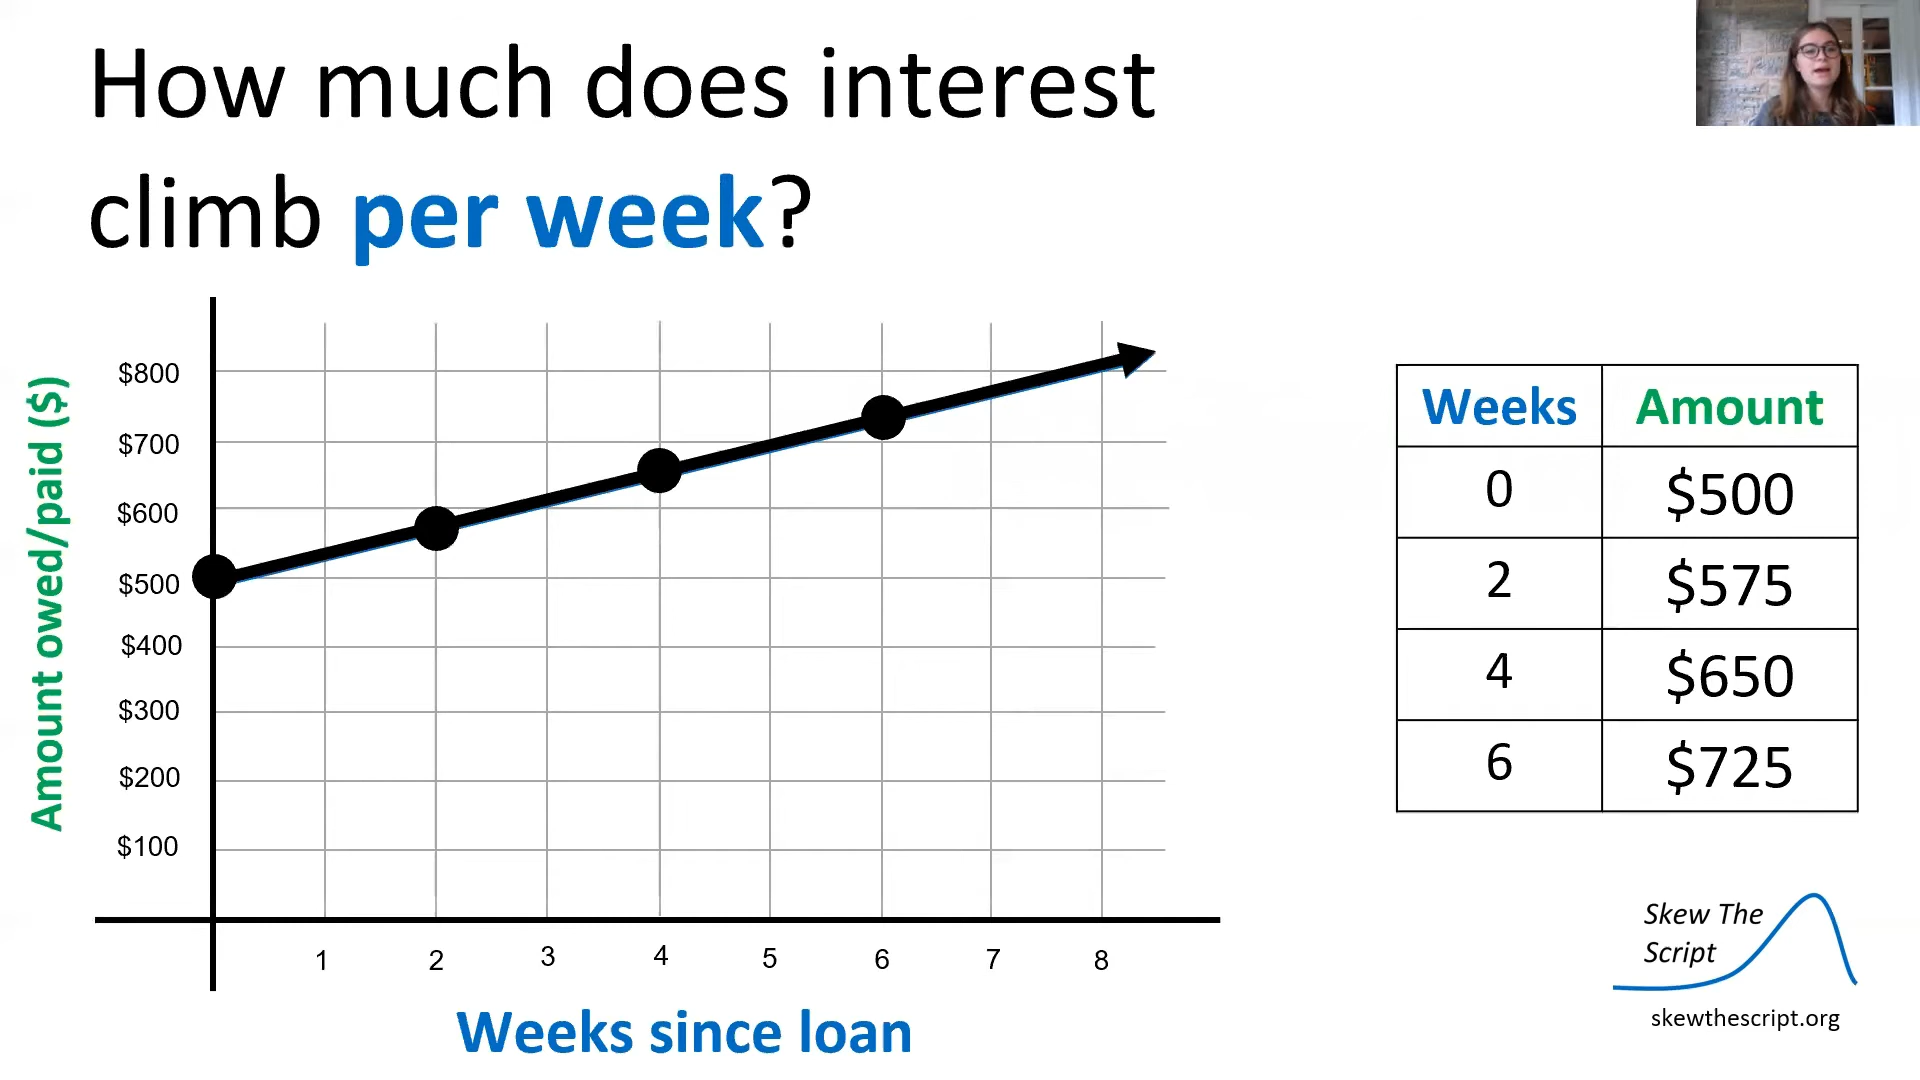 How much does interest
climb per week?
Amount owed/paid ($)
$800
$700
$600
$500
$400
$300
$200
$100
1 2 3 4 5 6 7 8
Weeks since loan
Weeks Amount
0 $500
2 $575
4 $650
6 $725
Skew The
Script
skewthescript.org